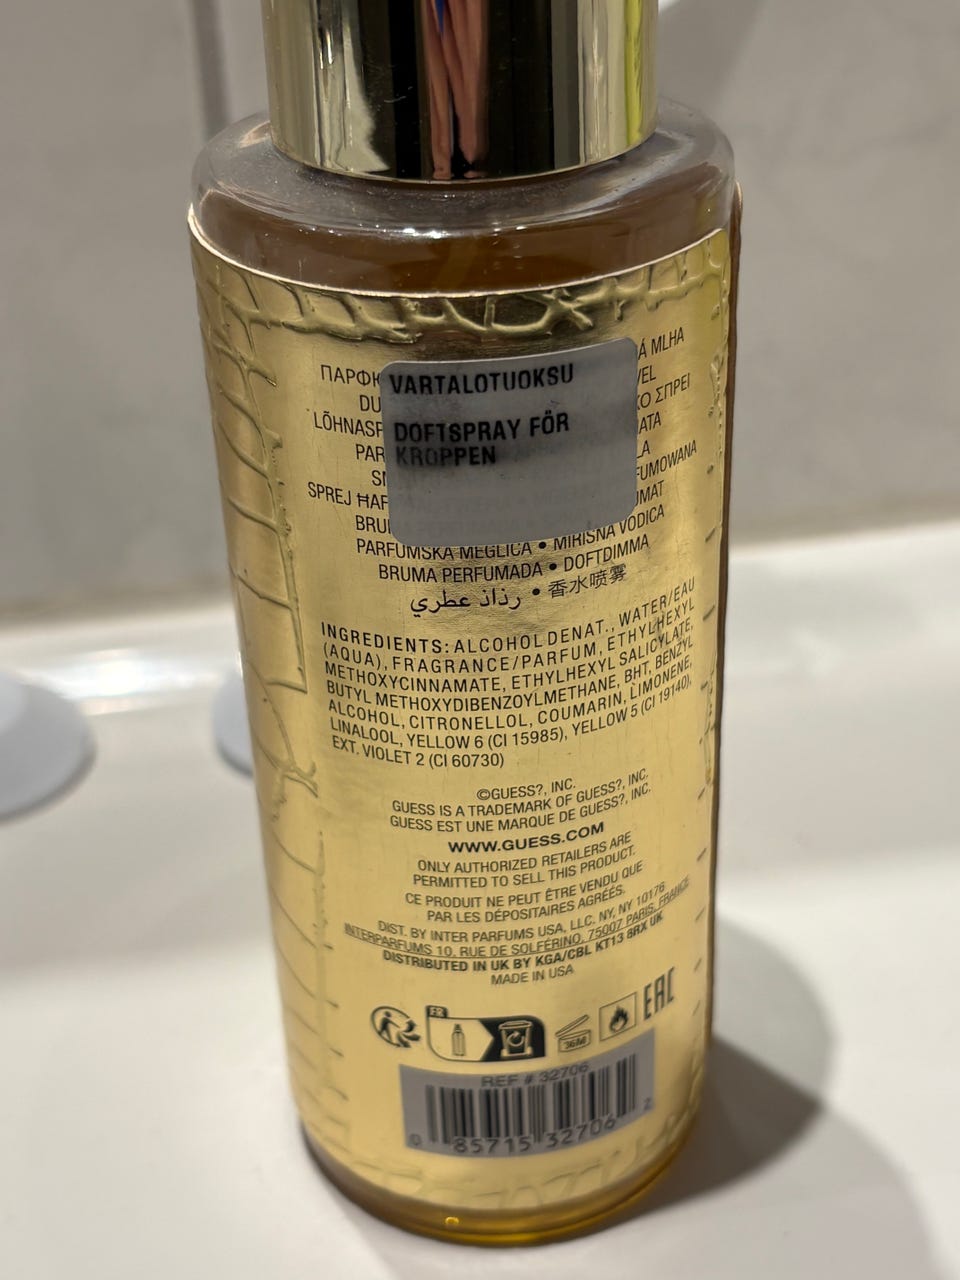 VARTALOTUOKSU
DOFTSPRAY FÖR
KROPPEN
MLHA
PARFUMSKA MEGLICA • MIRISNA VODICA
BRUMA PERFUMADA • DOFTDIMMA
رذاذ عطري • 香水喷雾
INGREDIENTS: ALCOHOL DENAT., WATER/EAU
(AQUA), FRAGRANCE/PARFUM, ETHYLHEXYL
METHOXYCINNAMATE, ETHYLHEXYL SALICYLATE,
BUTYL METHOXYDIBENZOYLMETHANE, BHT, BENZYL
ALCOHOL, CITRONELLOL, COUMARIN, LIMONENE,
LINALOOL, YELLOW 6 (CI 15985), YELLOW 5 (CI 19140),
EXT. VIOLET 2 (CI 60730)
©GUESS?, INC.
GUESS IS A TRADEMARK OF GUESS?, INC.
GUESS EST UNE MARQUE DE GUESS?, INC.
WWW.GUESS.COM
ONLY AUTHORIZED RETAILERS ARE
PERMITTED TO SELL THIS PRODUCT.
CE PRODUIT NE PEUT ÊTRE VENDU QUE
PAR LES DÉPOSITAIRES AGRÉÉS.
DIST. BY INTER PARFUMS USA, LLC. NY, NY 10176
INTERPARFUMS 10, RUE DE SOLFÉRINO, 75007 PARIS, FRANCE
DISTRIBUTED IN UK BY KGA/CBL KT13 8RX UK
MADE IN USA
FR
36M
EAC
REF # 32706
0 85715 32706 2